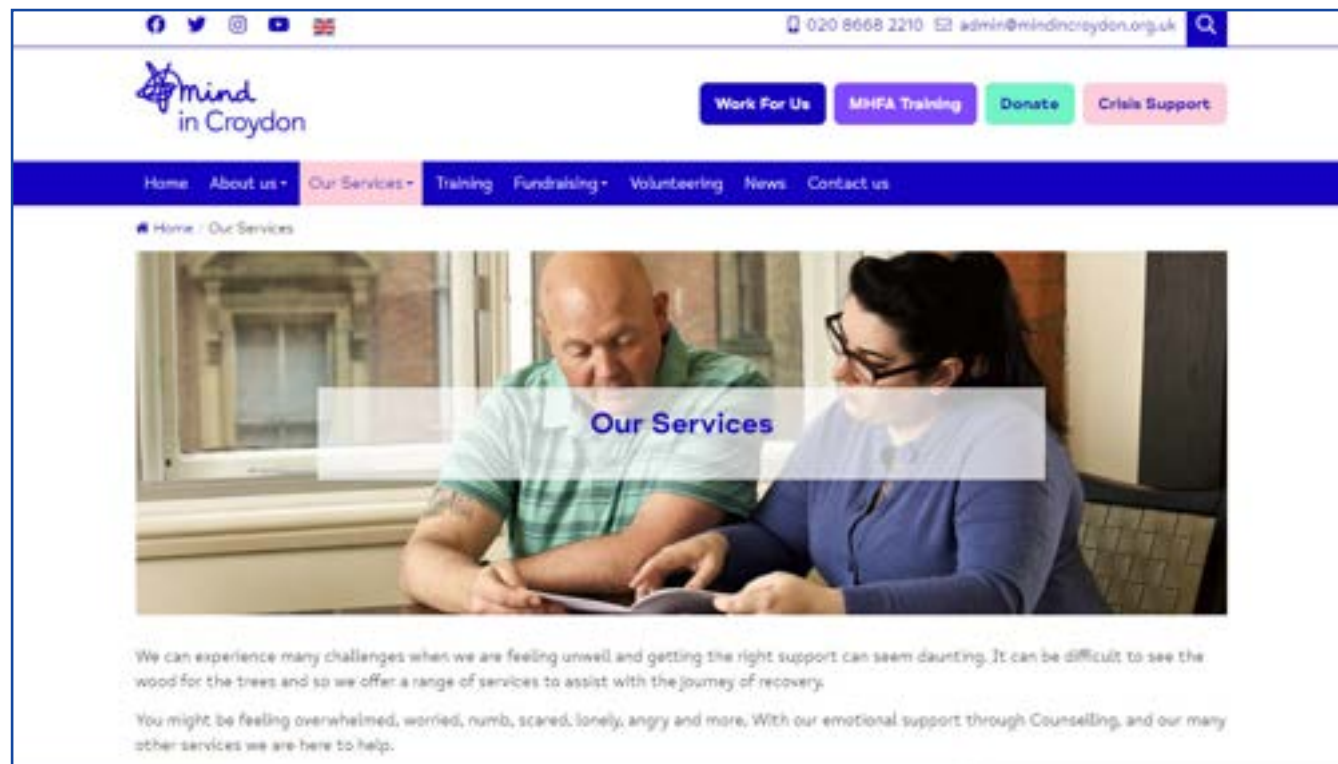 020 8668 2210 admin@mindincroydon.org.uk
mind
in Croydon
Work For Us MHFA Training Donate Crisis Support
Home About us Our Services Training Fundraising Volunteering News Contact us
Home / Our Services
Our Services
We can experience many challenges when we are feeling unwell and getting the right support can seem daunting. It can be difficult to see the
wood for the trees and so we offer a range of services to assist with the journey of recovery.
You might be feeling overwhelmed, worried, numb, scared, lonely, angry and more. With our emotional support through Counselling, and our many
other services we are here to help.